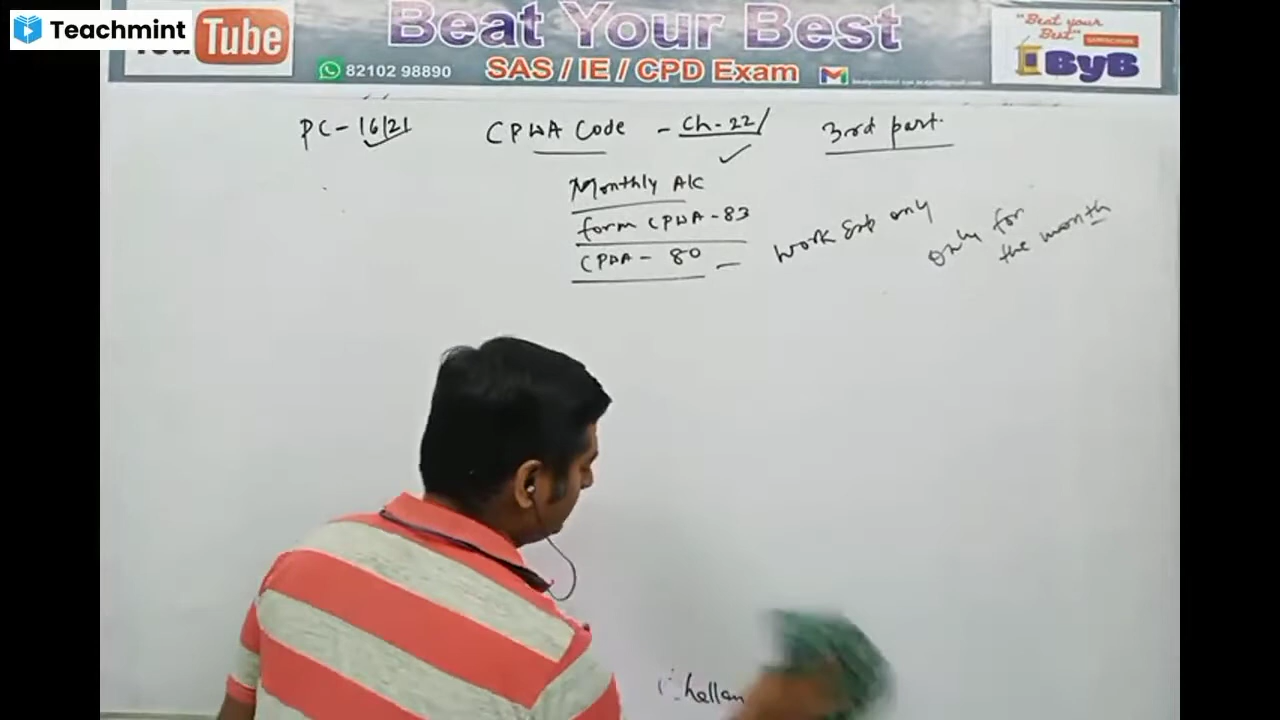 Teachmint
You Tube
Beat Your Best
82102 98890
SAS / IE / CPD Exam
"Beat your Best"
ByB
PC - 16/21 CPWA Code - Ch-22/ 3rd part.
Monthly A/C
form CPWA - 83
CPWA - 80 - work exp only
only for
the month
Challan